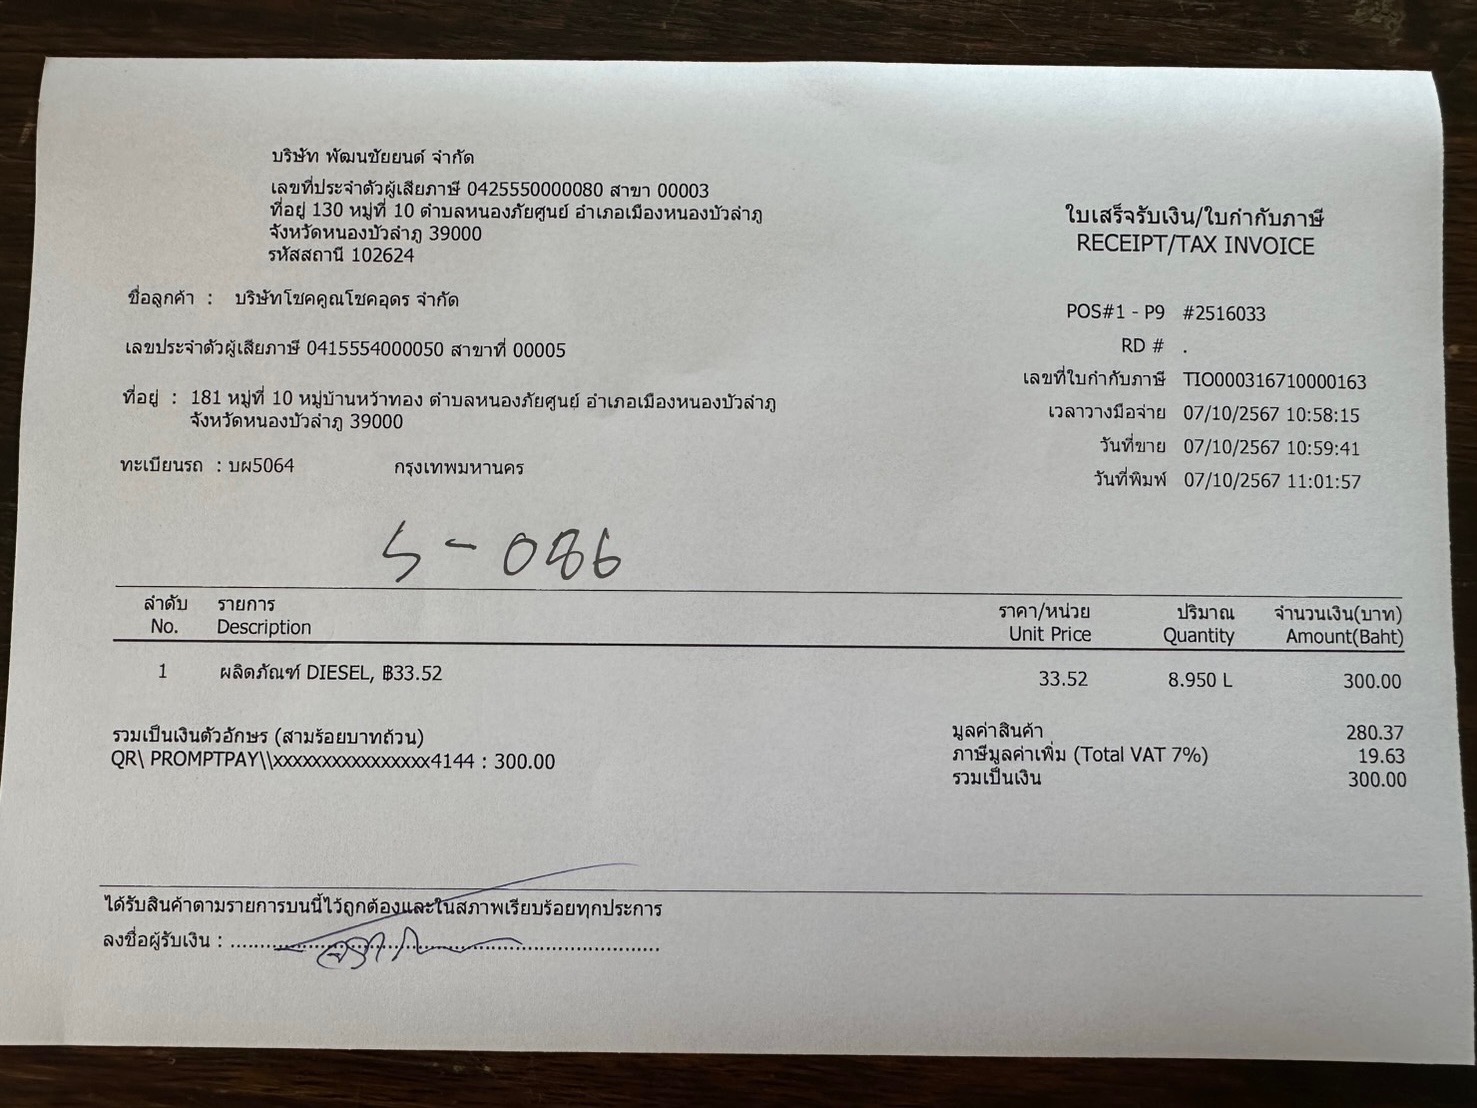 บริษัท พัฒนชัยยนต์ จำกัด
เลขที่ประจำตัวผู้เสียภาษี 0425550000080 สาขา 00003
ที่อยู่ 130 หมู่ที่ 10 ตำบลหนองภัยศูนย์ อำเภอเมืองหนองบัวลำภู
จังหวัดหนองบัวลำภู 39000
รหัสสถานี 102624
ใบเสร็จรับเงิน/ใบกำกับภาษี
RECEIPT/TAX INVOICE
ชื่อลูกค้า : บริษัทโชคคูณโชคอุดร จำกัด
เลขประจำตัวผู้เสียภาษี 0415554000050 สาขาที่ 00005
ที่อยู่ : 181 หมู่ที่ 10 หมู่บ้านหว้าทอง ตำบลหนองภัยศูนย์ อำเภอเมืองหนองบัวลำภู
จังหวัดหนองบัวลำภู 39000
ทะเบียนรถ : บผ5064 กรุงเทพมหานคร
POS#1 - P9 #2516033
RD # .
เลขที่ใบกำกับภาษี TIO000316710000163
เวลาวางมือจ่าย 07/10/2567 10:58:15
วันที่ขาย 07/10/2567 10:59:41
วันที่พิมพ์ 07/10/2567 11:01:57
-086
ลำดับ รายการ ราคา/หน่วย ปริมาณ จำนวนเงิน(บาท)
No. Description Unit Price Quantity Amount(Baht)
1 ผลิตภัณฑ์ DIESEL, ฿33.52 33.52 8.950 L 300.00
รวมเป็นเงินตัวอักษร (สามร้อยบาทถ้วน)
QR\ PROMPTPAY\\xxxxxxxxxxxxxxxx4144 : 300.00
มูลค่าสินค้า 280.37
ภาษีมูลค่าเพิ่ม (Total VAT 7%) 19.63
รวมเป็นเงิน 300.00
ได้รับสินค้าตามรายการบนนี้ไว้ถูกต้องและในสภาพเรียบร้อยทุกประการ
ลงชื่อผู้รับเงิน :